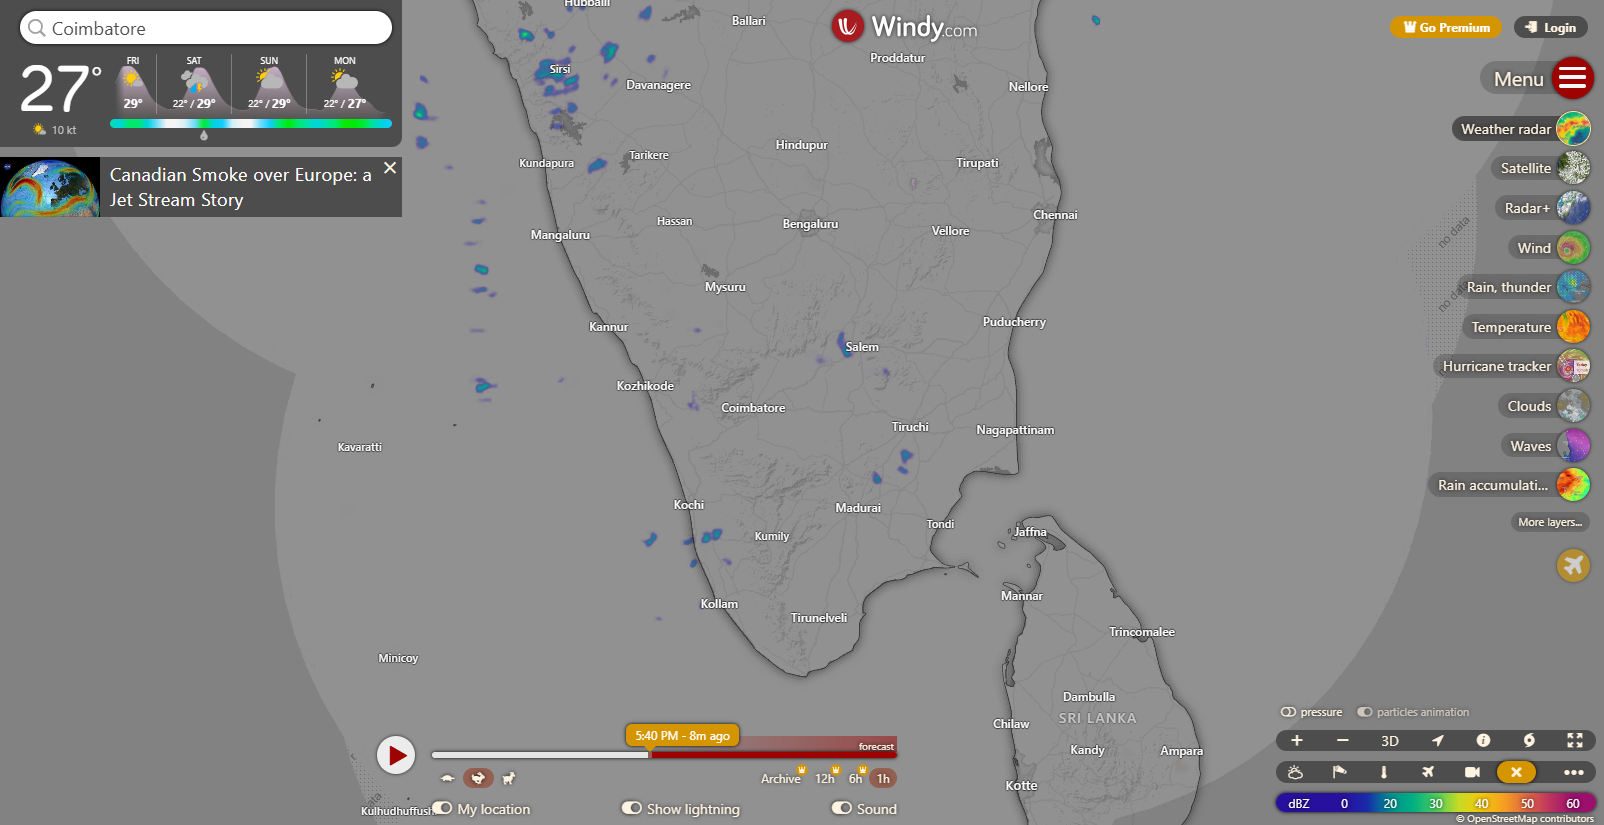 Coimbatore
27°
10 kt
FRI SAT SUN MON
29° 22° / 29° 22° / 29° 22° / 27°
Canadian Smoke over Europe: a
Jet Stream Story
Windy.com
Go Premium
Login
Menu
Weather radar
Satellite
Radar+
Wind
Rain, thunder
Temperature
Hurricane tracker
Clouds
Waves
Rain accumulati...
More layers...
no data
no data
Hubballi
Ballari
Proddatur
Sirsi
Davanagere
Nellore
Hindupur
Kundapura
Tarikere
Tirupati
Hassan
Bengaluru
Chennai
Mangaluru
Vellore
Mysuru
Kannur
Puducherry
Salem
Kozhikode
Coimbatore
Tiruchi
Nagapattinam
Kavaratti
Kochi
Madurai
Tondi
Kumily
Jaffna
Mannar
Kollam
Tirunelveli
Trincomalee
Minicoy
Dambulla
Chilaw
SRI LANKA
Kandy
Ampara
Kotte
Kulhudhuffushi
no data
5:40 PM - 8m ago
forecast
Archive 12h 6h 1h
My location
Show lightning
Sound
pressure
particles animation
+ − 3D
dBZ 0 20 30 40 50 60
© OpenStreetMap contributors